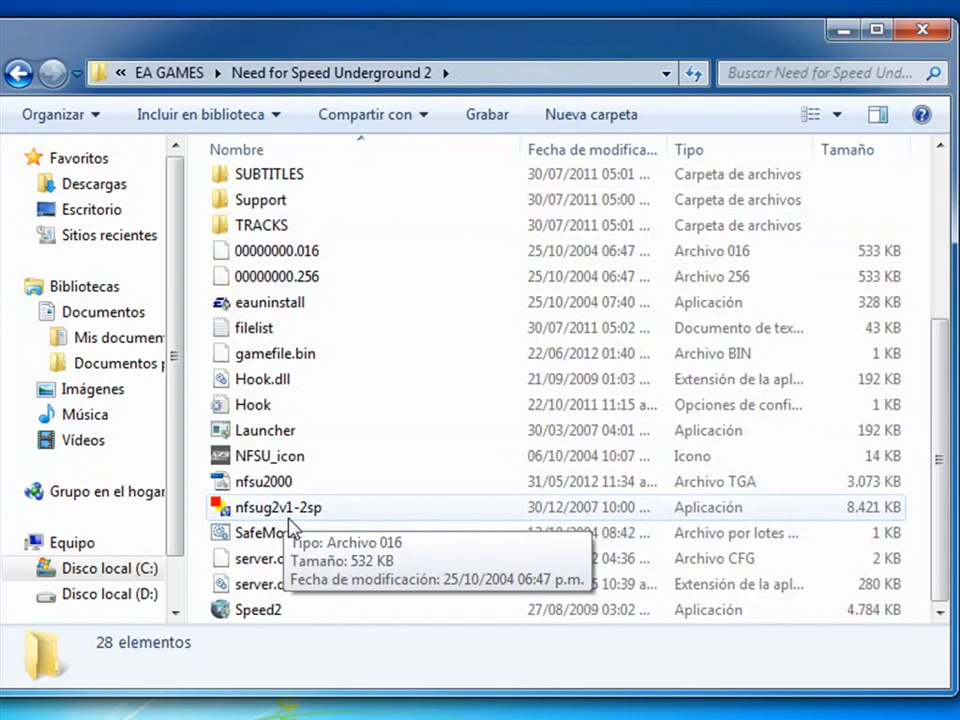 « EA GAMES ▸ Need for Speed Underground 2 ▸
Buscar Need for Speed Und...
Organizar Incluir en biblioteca Compartir con Grabar Nueva carpeta
Favoritos
Descargas
Escritorio
Sitios recientes
Bibliotecas
Documentos
Mis documen
Documentos p
Imágenes
Música
Vídeos
Grupo en el hogar
Equipo
Disco local (C:)
Disco local (D:)
Nombre Fecha de modifica... Tipo Tamaño
SUBTITLES 30/07/2011 05:01 ... Carpeta de archivos
Support 30/07/2011 05:00 ... Carpeta de archivos
TRACKS 30/07/2011 05:01 ... Carpeta de archivos
00000000.016 25/10/2004 06:47 ... Archivo 016 533 KB
00000000.256 25/10/2004 06:47 ... Archivo 256 533 KB
eauninstall 25/10/2004 07:40 ... Aplicación 328 KB
filelist 30/07/2011 05:02 ... Documento de tex... 43 KB
gamefile.bin 22/06/2012 01:40 ... Archivo BIN 1 KB
Hook.dll 21/09/2009 01:03 ... Extensión de la apl... 192 KB
Hook 22/10/2011 11:15 a... Opciones de confi... 1 KB
Launcher 30/03/2007 04:01 ... Aplicación 192 KB
NFSU_icon 06/10/2004 10:07 ... Icono 14 KB
nfsu2000 31/05/2012 11:34 a... Archivo TGA 3.073 KB
nfsug2v1-2sp 30/12/2007 10:00 ... Aplicación 8.421 KB
SafeMo 08:42 ... Archivo por lotes ... 1 KB
server.c 04:36 ... Archivo CFG 2 KB
server. 10:39 a... Extensión de la apl... 280 KB
Speed2 27/08/2009 03:02 ... Aplicación 4.784 KB
Tipo: Archivo 016
Tamaño: 532 KB
Fecha de modificación: 25/10/2004 06:47 p.m.
28 elementos